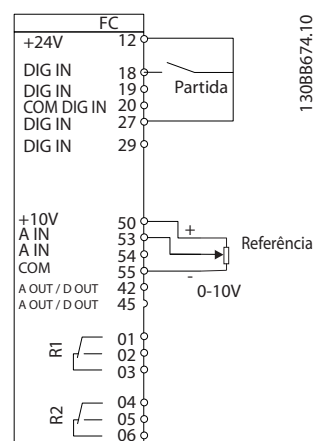 FC
+24V 12
DIG IN 18
DIG IN 19
COM DIG IN 20
DIG IN 27
DIG IN 29
Partida
+10V 50
A IN 53
A IN 54
COM 55
A OUT / D OUT 42
A OUT / D OUT 45
+
-
0-10V
Referência
R1
01
02
03
R2
04
05
06
130BB674.10